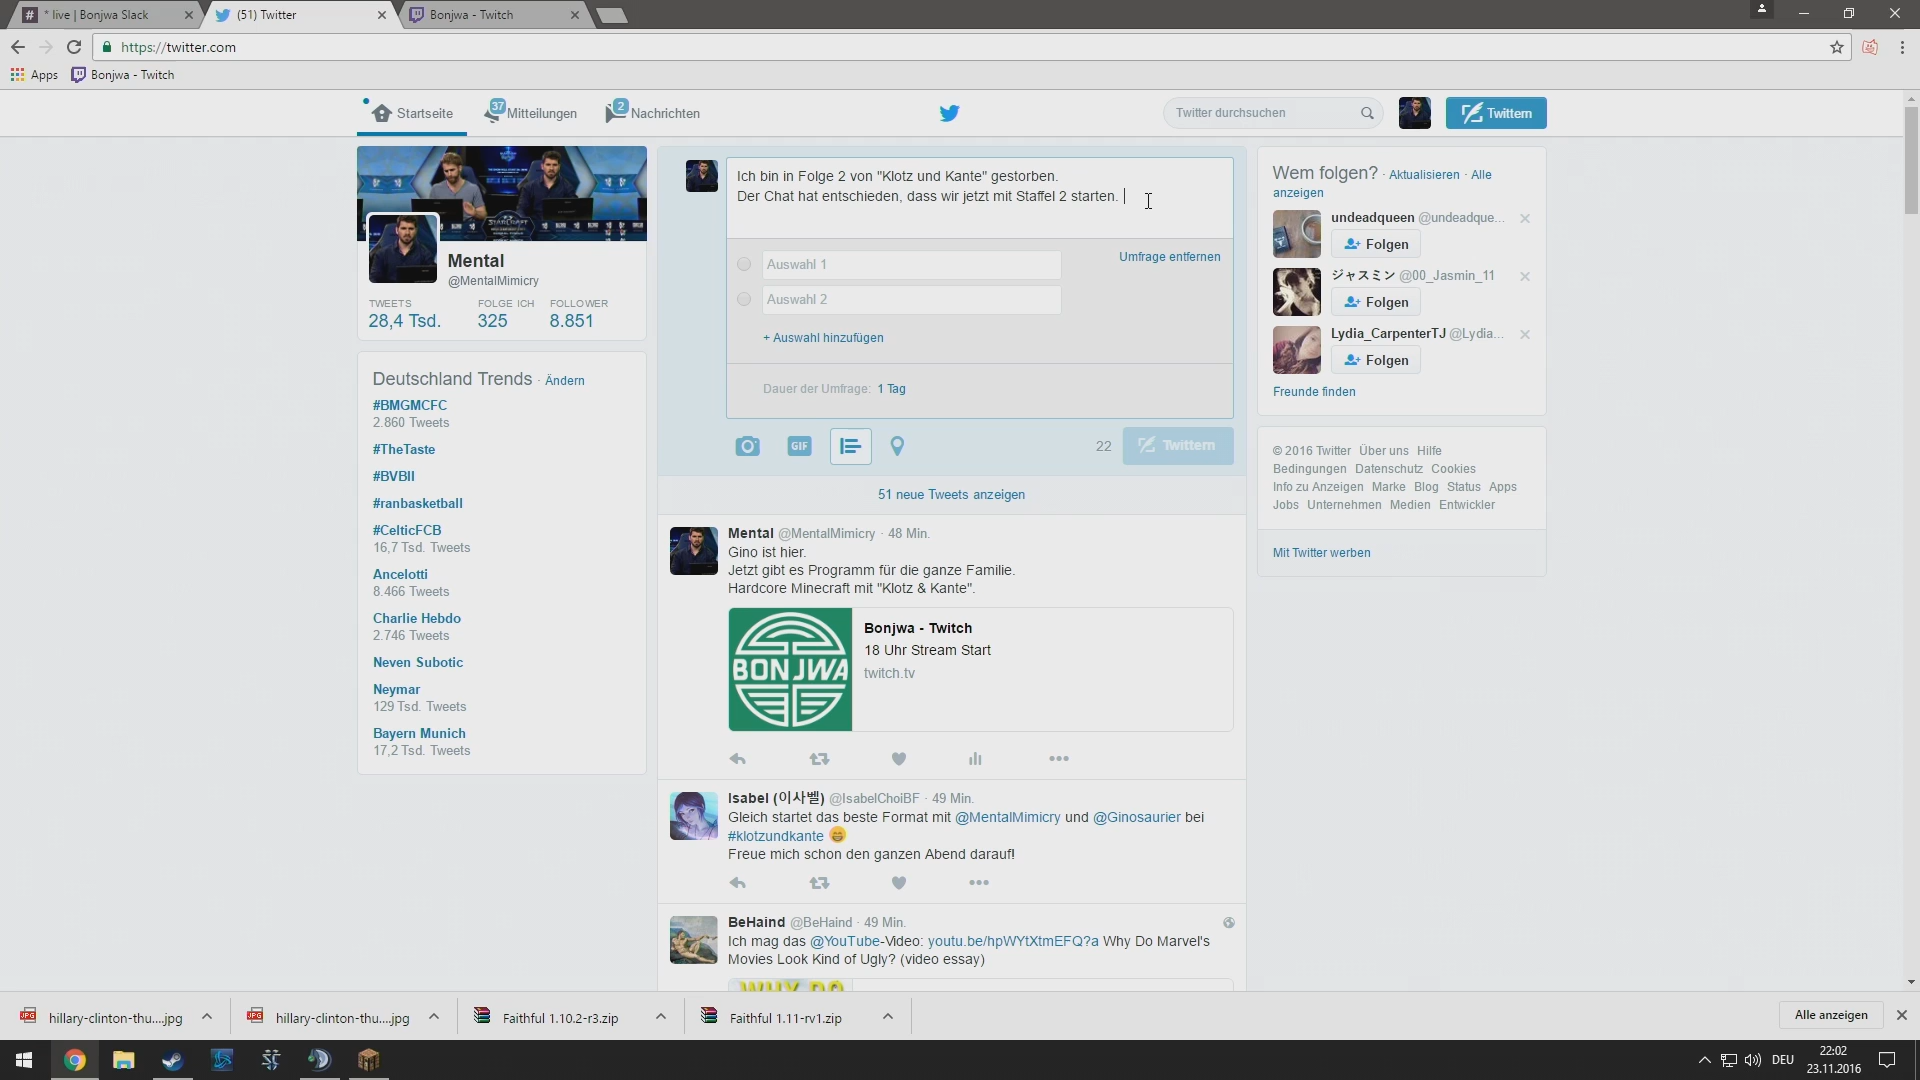 * live | Bonjwa Slack
(51) Twitter
Bonjwa - Twitch
https://twitter.com
Apps
Bonjwa - Twitch
Startseite
37
Mitteilungen
2
Nachrichten
Twitter durchsuchen
Twittern
Mental
@MentalMimicry
TWEETS FOLGE ICH FOLLOWER
28,4 Tsd. 325 8.851
Deutschland Trends · Ändern
#BMGMCFC
2.860 Tweets
#TheTaste
#BVBII
#ranbasketball
#CelticFCB
16,7 Tsd. Tweets
Ancelotti
8.466 Tweets
Charlie Hebdo
2.746 Tweets
Neven Subotic
Neymar
129 Tsd. Tweets
Bayern Munich
17,2 Tsd. Tweets
Ich bin in Folge 2 von "Klotz und Kante" gestorben.
Der Chat hat entschieden, dass wir jetzt mit Staffel 2 starten.
Auswahl 1
Umfrage entfernen
Auswahl 2
+ Auswahl hinzufügen
Dauer der Umfrage: 1 Tag
GIF
22
Twittern
51 neue Tweets anzeigen
Mental @MentalMimicry · 48 Min.
Gino ist hier.
Jetzt gibt es Programm für die ganze Familie.
Hardcore Minecraft mit "Klotz & Kante".
BONJWA
Bonjwa - Twitch
18 Uhr Stream Start
twitch.tv
Isabel (이사벨) @IsabelChoiBF · 49 Min.
Gleich startet das beste Format mit @MentalMimicry und @Ginosaurier bei
#klotzundkante
Freue mich schon den ganzen Abend darauf!
BeHaind @BeHaind · 49 Min.
Ich mag das @YouTube-Video: youtu.be/hpWYtXtmEFQ?a Why Do Marvel's
Movies Look Kind of Ugly? (video essay)
WHY DO
Wem folgen? · Aktualisieren · Alle
anzeigen
undeadqueen @undeadque...
Folgen
ジャスミン @00_Jasmin_11
Folgen
Lydia_CarpenterTJ @Lydia...
Folgen
Freunde finden
© 2016 Twitter Über uns Hilfe
Bedingungen Datenschutz Cookies
Info zu Anzeigen Marke Blog Status Apps
Jobs Unternehmen Medien Entwickler
Mit Twitter werben
hillary-clinton-thu....jpg
hillary-clinton-thu....jpg
Faithful 1.10.2-r3.zip
Faithful 1.11-rv1.zip
Alle anzeigen
DEU
22:02
23.11.2016